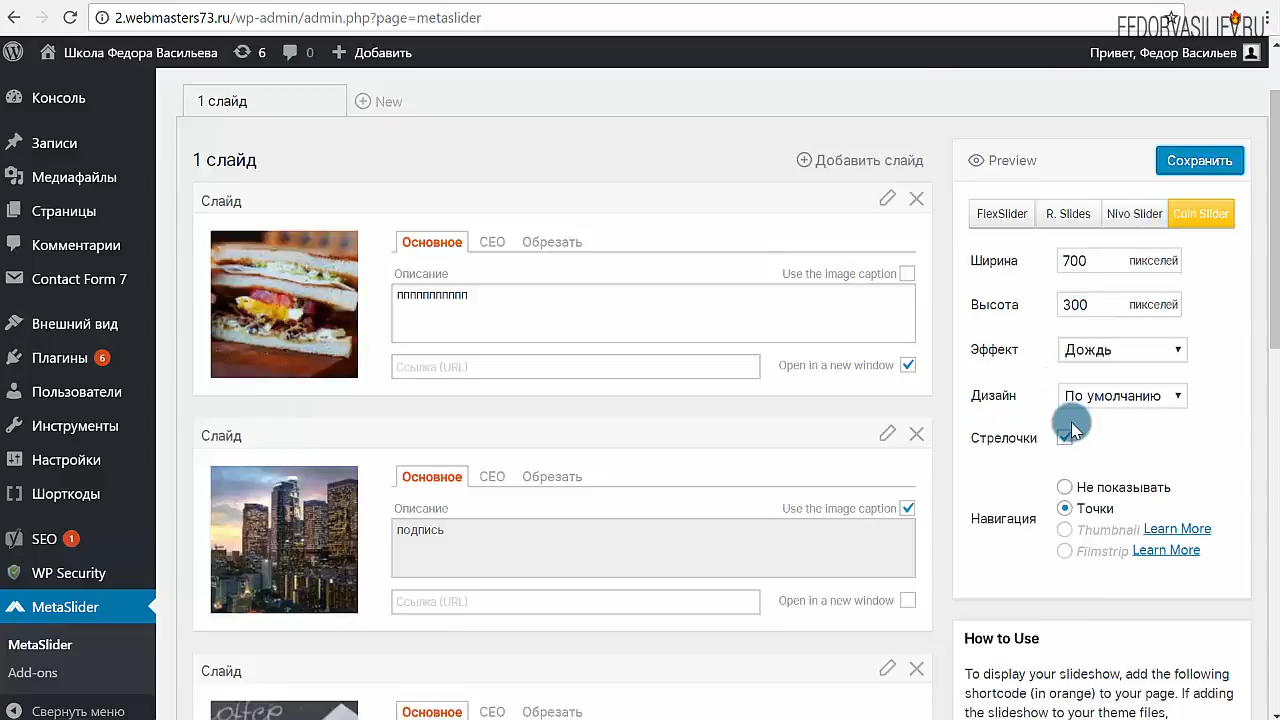 2.webmasters73.ru/wp-admin/admin.php?page=metaslider
FEDORVASILIEV.RU
Школа Федора Васильева 6 0 Добавить
Привет, Федор Васильев
Консоль
Записи
Медиафайлы
Страницы
Комментарии
Contact Form 7
Внешний вид
Плагины 6
Пользователи
Инструменты
Настройки
Шорткоды
SEO 1
WP Security
MetaSlider
MetaSlider
Add-ons
Свернуть меню
1 слайд
New
1 слайд
Добавить слайд
Слайд
Основное СЕО Обрезать
Описание
Use the image caption
ппппппппппп
Ссылка (URL)
Open in a new window
Слайд
Основное СЕО Обрезать
Описание
Use the image caption
подпись
Ссылка (URL)
Open in a new window
Слайд
Основное СЕО Обрезать
Preview
Сохранить
FlexSlider R. Slides Nivo Slider Coin Slider
Ширина 700 пикселей
Высота 300 пикселей
Эффект Дождь
Дизайн По умолчанию
Стрелочки
Навигация
Не показывать
Точки
Thumbnail Learn More
Filmstrip Learn More
How to Use
To display your slideshow, add the following
shortcode (in orange) to your page. If adding
the slideshow to your theme files,